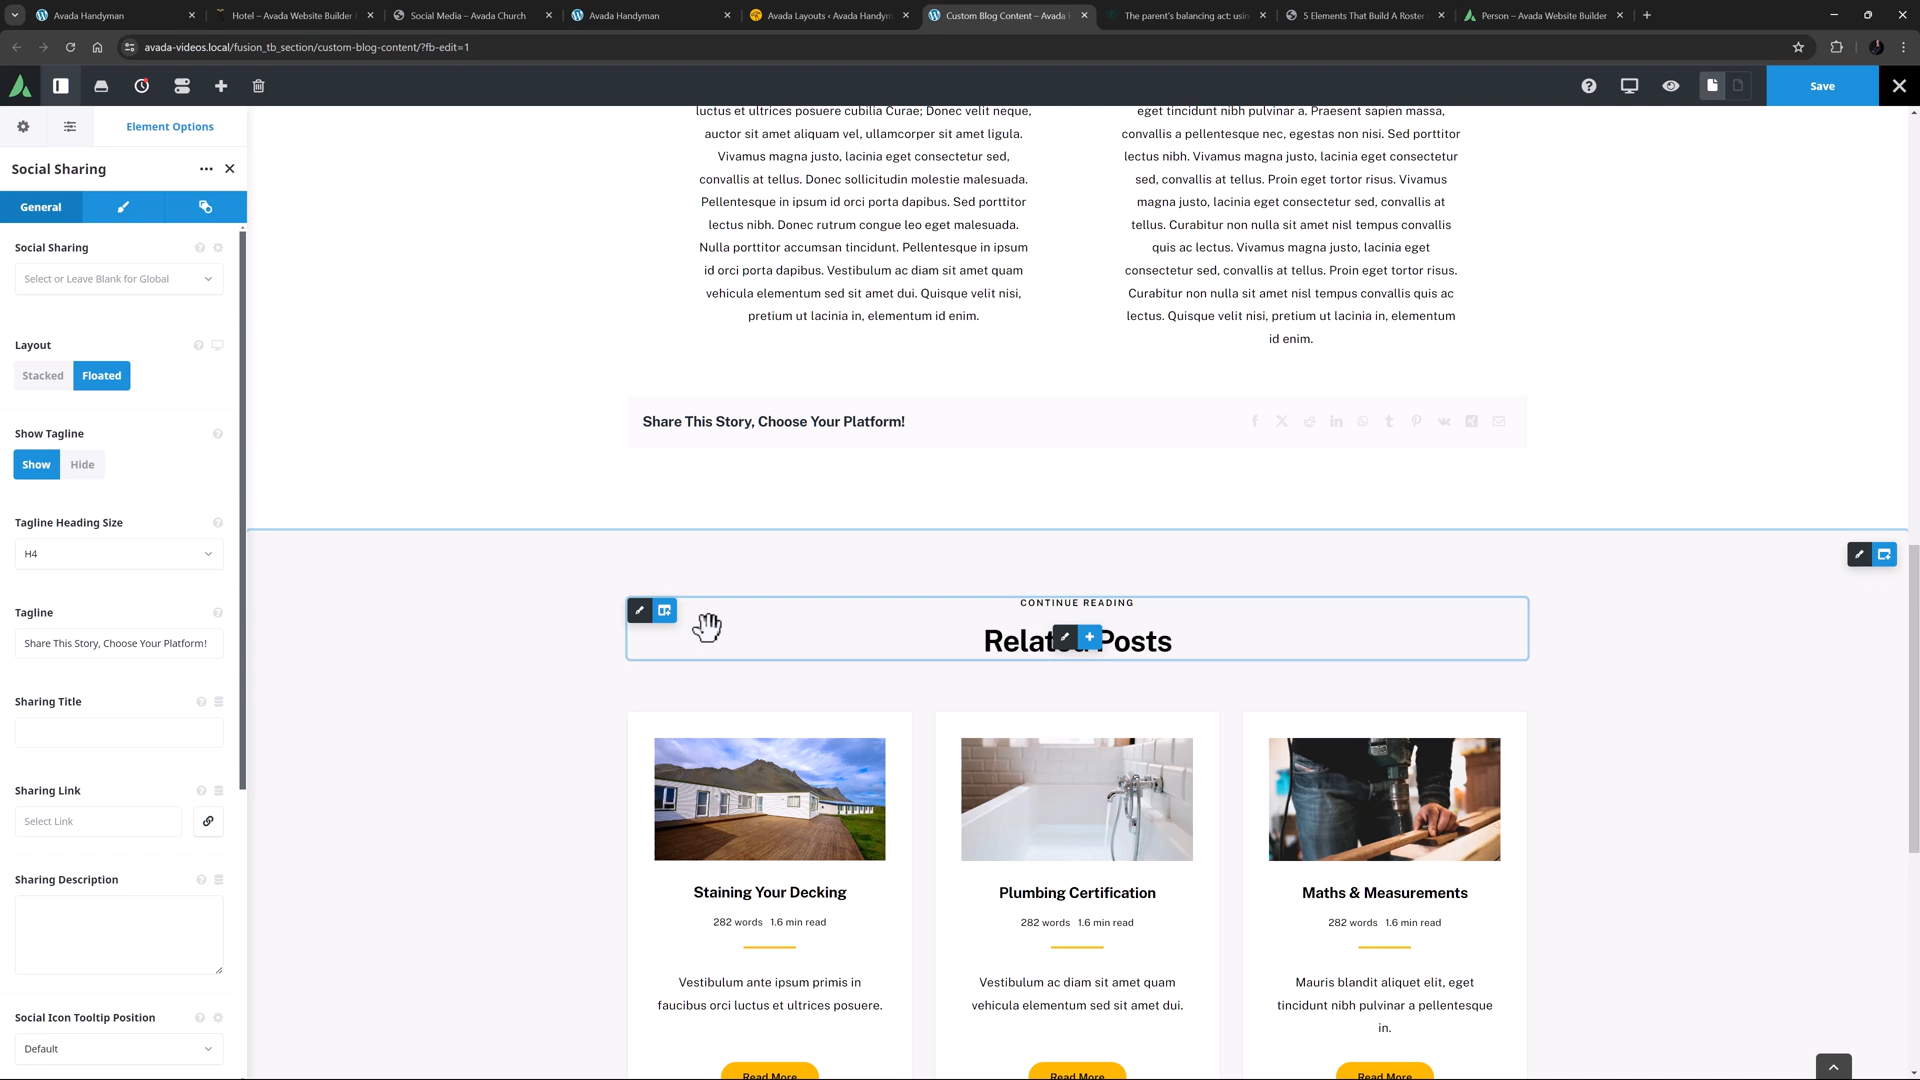 Avada Handyman
Hotel – Avada Website Builder
Social Media – Avada Church
Avada Handyman
Avada Layouts ‹ Avada Handym
Custom Blog Content – Avada
The parent's balancing act: usin
5 Elements That Build A Roster
Person – Avada Website Builder
avada-videos.local/fusion_tb_section/custom-blog-content/?fb-edit=1
Save
Element Options
Social Sharing
General
Social Sharing
Select or Leave Blank for Global
Layout
Stacked
Floated
Show Tagline
Show
Hide
Tagline Heading Size
H4
Tagline
Share This Story, Choose Your Platform!
Sharing Title
Sharing Link
Select Link
Sharing Description
Social Icon Tooltip Position
Default
luctus et ultrices posuere cubilia Curae; Donec velit neque,
auctor sit amet aliquam vel, ullamcorper sit amet ligula.
Vivamus magna justo, lacinia eget consectetur sed,
convallis at tellus. Donec sollicitudin molestie malesuada.
Pellentesque in ipsum id orci porta dapibus. Sed porttitor
lectus nibh. Donec rutrum congue leo eget malesuada.
Nulla porttitor accumsan tincidunt. Pellentesque in ipsum
id orci porta dapibus. Vestibulum ac diam sit amet quam
vehicula elementum sed sit amet dui. Quisque velit nisi,
pretium ut lacinia in, elementum id enim.
eget tincidunt nibh pulvinar a. Praesent sapien massa,
convallis a pellentesque nec, egestas non nisi. Sed porttitor
lectus nibh. Vivamus magna justo, lacinia eget consectetur
sed, convallis at tellus. Proin eget tortor risus. Vivamus
magna justo, lacinia eget consectetur sed, convallis at
tellus. Curabitur non nulla sit amet nisl tempus convallis
quis ac lectus. Vivamus magna justo, lacinia eget
consectetur sed, convallis at tellus. Proin eget tortor risus.
Curabitur non nulla sit amet nisl tempus convallis quis ac
lectus. Quisque velit nisi, pretium ut lacinia in, elementum
id enim.
Share This Story, Choose Your Platform!
CONTINUE READING
Related Posts
Staining Your Decking
282 words 1.6 min read
Vestibulum ante ipsum primis in
faucibus orci luctus et ultrices posuere.
Read More
Plumbing Certification
282 words 1.6 min read
Vestibulum ac diam sit amet quam
vehicula elementum sed sit amet dui.
Read More
Maths & Measurements
282 words 1.6 min read
Mauris blandit aliquet elit, eget
tincidunt nibh pulvinar a pellentesque
in.
Read More